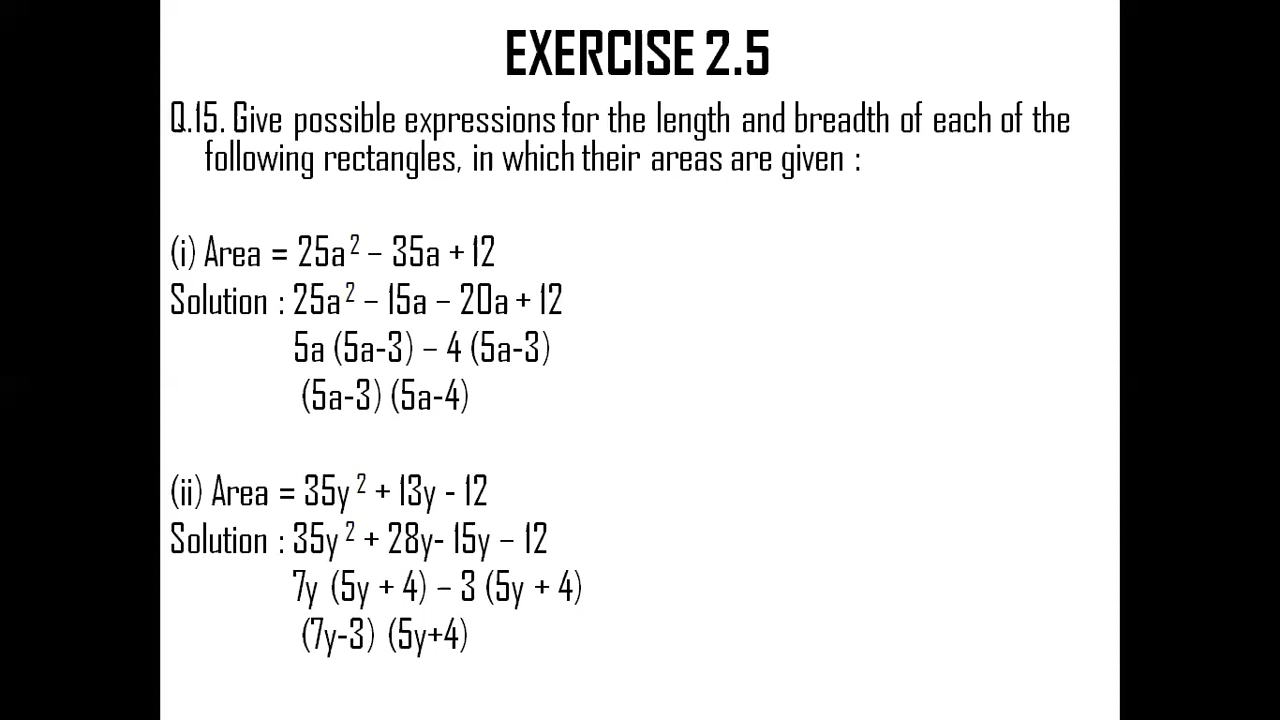 EXERCISE 2.5
Q.15. Give possible expressions for the length and breadth of each of the
following rectangles, in which their areas are given :
(i) Area = 25a² – 35a + 12
Solution : 25a² – 15a – 20a + 12
5a (5a-3) – 4 (5a-3)
(5a-3) (5a-4)
(ii) Area = 35y² + 13y - 12
Solution : 35y² + 28y- 15y – 12
7y (5y + 4) – 3 (5y + 4)
(7y-3) (5y+4)